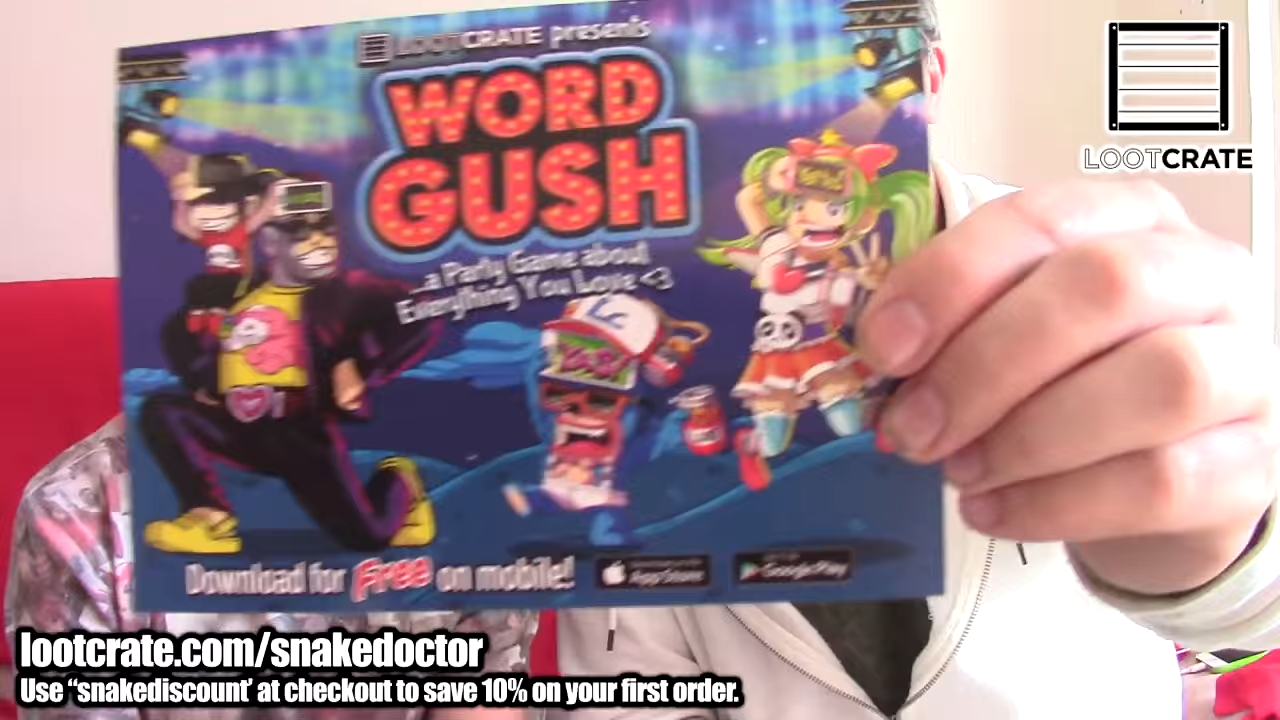 LOOTCRATE presents
WORD
GUSH
...a Party Game about
Everything You Love <3
Download for Free on mobile!
App Store
Google Play
LOOTCRATE
lootcrate.com/snakedoctor
Use “snakediscount’ at checkout to save 10% on your first order.